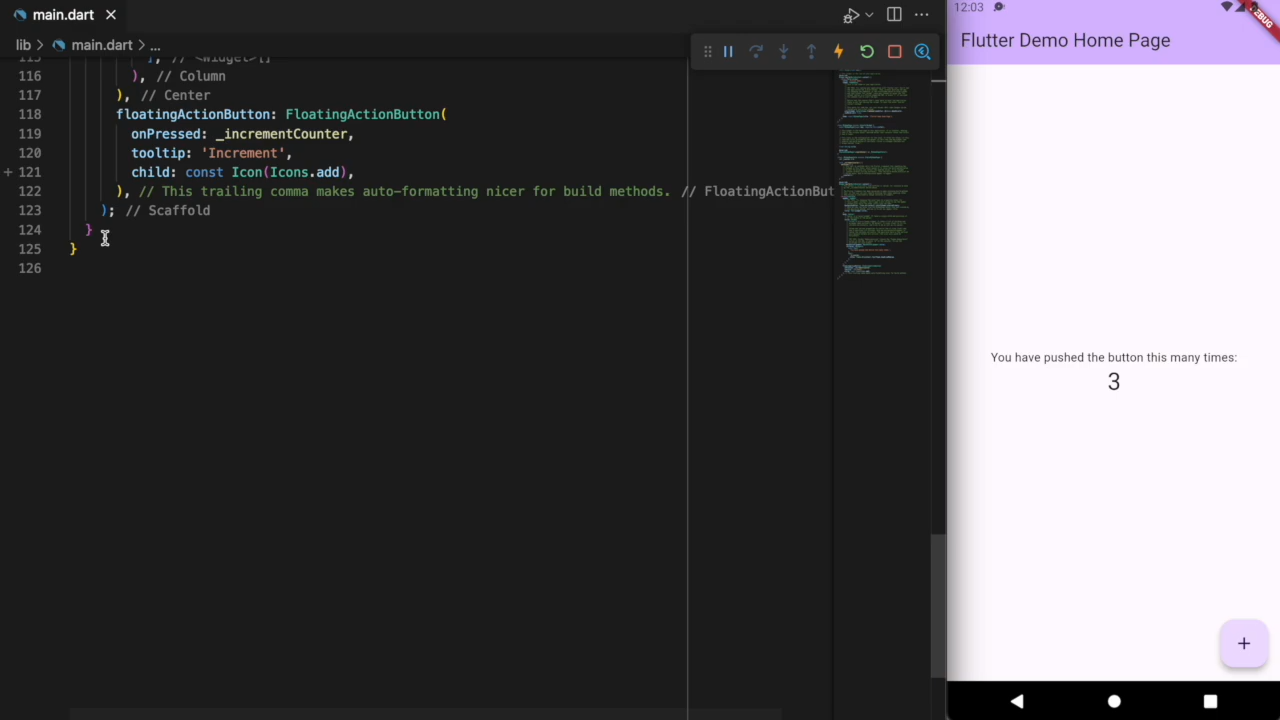 main.dart
lib > main.dart > ...
115 ], // <Widget>[]
116 ), // Column
117 ), // Center
118 floatingActionButton: FloatingActionButton(
119 onPressed: _incrementCounter,
120 tooltip: 'Increment',
121 child: const Icon(Icons.add),
122 ), // This trailing comma makes auto-formatting nicer for build methods. // FloatingActionBut
123 ); // Scaffold
124 }
125 }
126
12:03
DEBUG
Flutter Demo Home Page
You have pushed the button this many times:
3
+